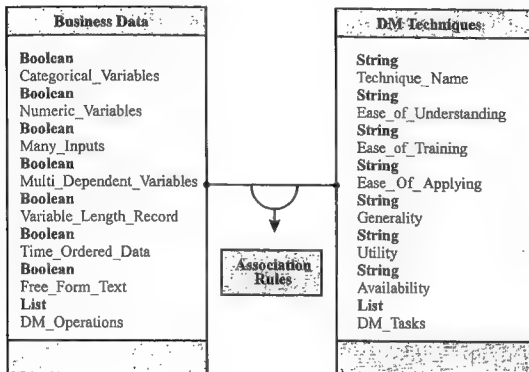 Business Data
Boolean
Categorical_Variables
Boolean
Numeric_Variables
Boolean
Many_Inputs
Boolean
Multi_Dependent_Variables
Boolean
Variable_Length_Record
Boolean
Time_Ordered_Data
Boolean
Free_Form_Text
List
DM_Operations
Association
Rules
DM Techniques
String
Technique_Name
String
Ease_of_Understanding
String
Ease_of_Training
String
Ease_Of_Applying
String
Generality
String
Utility
String
Availability
List
DM_Tasks